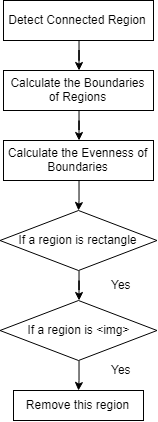 Detect Connected Region
Calculate the Boundaries
of Regions
Calculate the Evenness of
Boundaries
If a region is rectangle
Yes
If a region is <img>
Yes
Remove this region